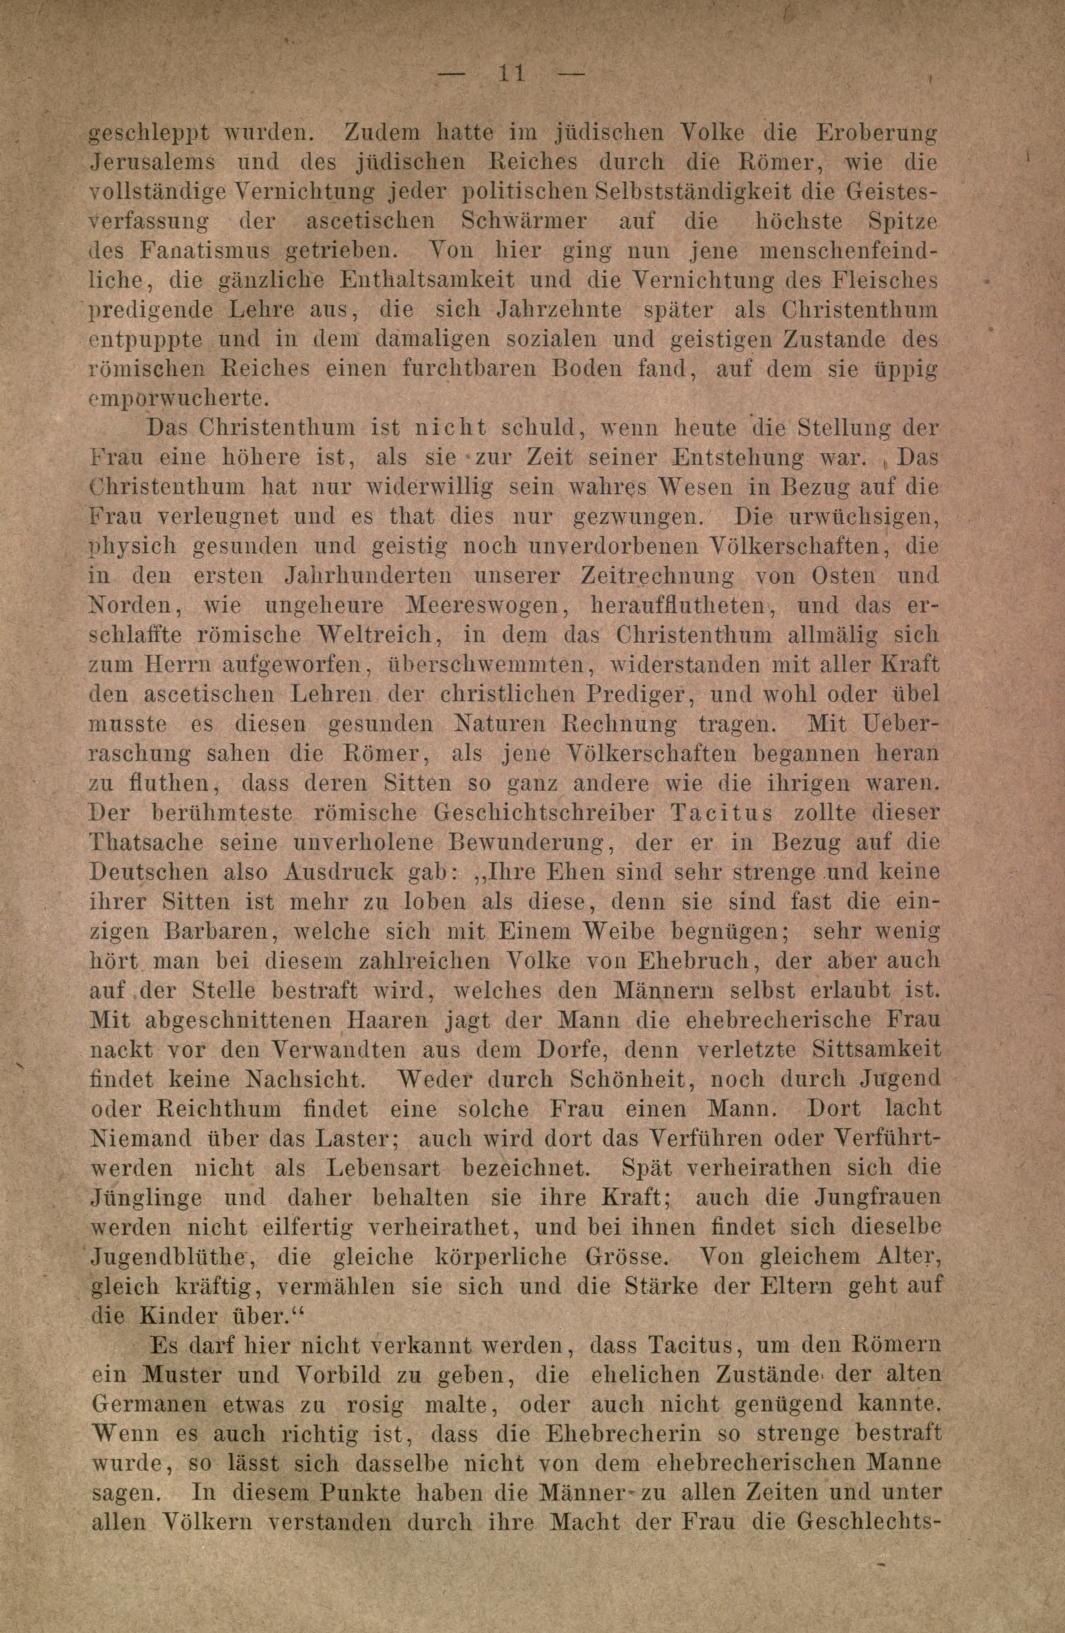 — 11 —
geschleppt wurden. Zudem hatte im jüdischen Volke die Eroberung
Jerusalems und des jüdischen Reiches durch die Römer, wie die
vollständige Vernichtung jeder politischen Selbstständigkeit die Geistes-
verfassung der ascetischen Schwärmer auf die höchste Spitze
des Fanatismus getrieben. Von hier ging nun jene menschenfeind-
liche, die gänzliche Enthaltsamkeit und die Vernichtung des Fleisches
predigende Lehre aus, die sich Jahrzehnte später als Christenthum
entpuppte und in dem damaligen sozialen und geistigen Zustande des
römischen Reiches einen furchtbaren Boden fand, auf dem sie üppig
emporwucherte.
Das Christenthum ist nicht schuld, wenn heute die Stellung der
Frau eine höhere ist, als sie zur Zeit seiner Entstehung war. Das
Christenthum hat nur widerwillig sein wahres Wesen in Bezug auf die
Frau verleugnet und es that dies nur gezwungen. Die urwüchsigen,
physich gesunden und geistig noch unverdorbenen Völkerschaften, die
in den ersten Jahrhunderten unserer Zeitrechnung von Osten und
Norden, wie ungeheure Meereswogen, heraufflutheten, und das er-
schlaffte römische Weltreich, in dem das Christenthum allmälig sich
zum Herrn aufgeworfen, überschwemmten, widerstanden mit aller Kraft
den ascetischen Lehren der christlichen Prediger, und wohl oder übel
musste es diesen gesunden Naturen Rechnung tragen. Mit Ueber-
raschung sahen die Römer, als jene Völkerschaften begannen heran
zu fluthen, dass deren Sitten so ganz andere wie die ihrigen waren.
Der berühmteste römische Geschichtschreiber Tacitus zollte dieser
Thatsache seine unverholene Bewunderung, der er in Bezug auf die
Deutschen also Ausdruck gab: „Ihre Ehen sind sehr strenge und keine
ihrer Sitten ist mehr zu loben als diese, denn sie sind fast die ein-
zigen Barbaren, welche sich mit Einem Weibe begnügen; sehr wenig
hört man bei diesem zahlreichen Volke von Ehebruch, der aber auch
auf der Stelle bestraft wird, welches den Männern selbst erlaubt ist.
Mit abgeschnittenen Haaren jagt der Mann die ehebrecherische Frau
nackt vor den Verwandten aus dem Dorfe, denn verletzte Sittsamkeit
findet keine Nachsicht. Weder durch Schönheit, noch durch Jugend
oder Reichthum findet eine solche Frau einen Mann. Dort lacht
Niemand über das Laster; auch wird dort das Verführen oder Verführt-
werden nicht als Lebensart bezeichnet. Spät verheirathen sich die
Jünglinge und daher behalten sie ihre Kraft; auch die Jungfrauen
werden nicht eilfertig verheirathet, und bei ihnen findet sich dieselbe
Jugendblüthe, die gleiche körperliche Grösse. Von gleichem Alter,
gleich kräftig, vermählen sie sich und die Stärke der Eltern geht auf
die Kinder über.“
Es darf hier nicht verkannt werden, dass Tacitus, um den Römern
ein Muster und Vorbild zu geben, die ehelichen Zustände der alten
Germanen etwas zu rosig malte, oder auch nicht genügend kannte.
Wenn es auch richtig ist, dass die Ehebrecherin so strenge bestraft
wurde, so lässt sich dasselbe nicht von dem ehebrecherischen Manne
sagen. In diesem Punkte haben die Männer zu allen Zeiten und unter
allen Völkern verstanden durch ihre Macht der Frau die Geschlechts-